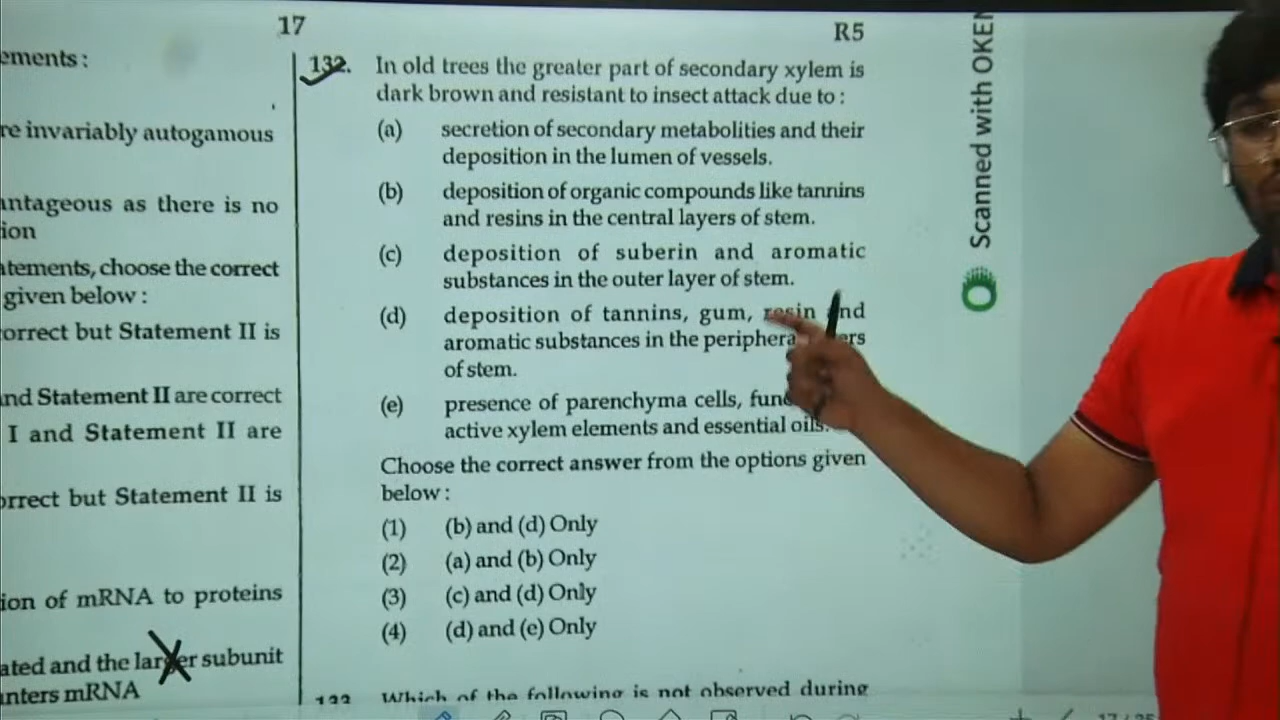 17
R5
ements :
re invariably autogamous
antageous as there is no
ion
atements, choose the correct
given below :
orrect but Statement II is
nd Statement II are correct
I and Statement II are
orrect but Statement II is
ion of mRNA to proteins
ated and the larger subunit
nters mRNA
132. In old trees the greater part of secondary xylem is
dark brown and resistant to insect attack due to :
(a) secretion of secondary metabolities and their
deposition in the lumen of vessels.
(b) deposition of organic compounds like tannins
and resins in the central layers of stem.
(c) deposition of suberin and aromatic
substances in the outer layer of stem.
(d) deposition of tannins, gum, resin and
aromatic substances in the periphera ers
of stem.
(e) presence of parenchyma cells, func
active xylem elements and essential oils.
Choose the correct answer from the options given
below :
(1) (b) and (d) Only
(2) (a) and (b) Only
(3) (c) and (d) Only
(4) (d) and (e) Only
133 Which of the following is not observed during
Scanned with OKEN